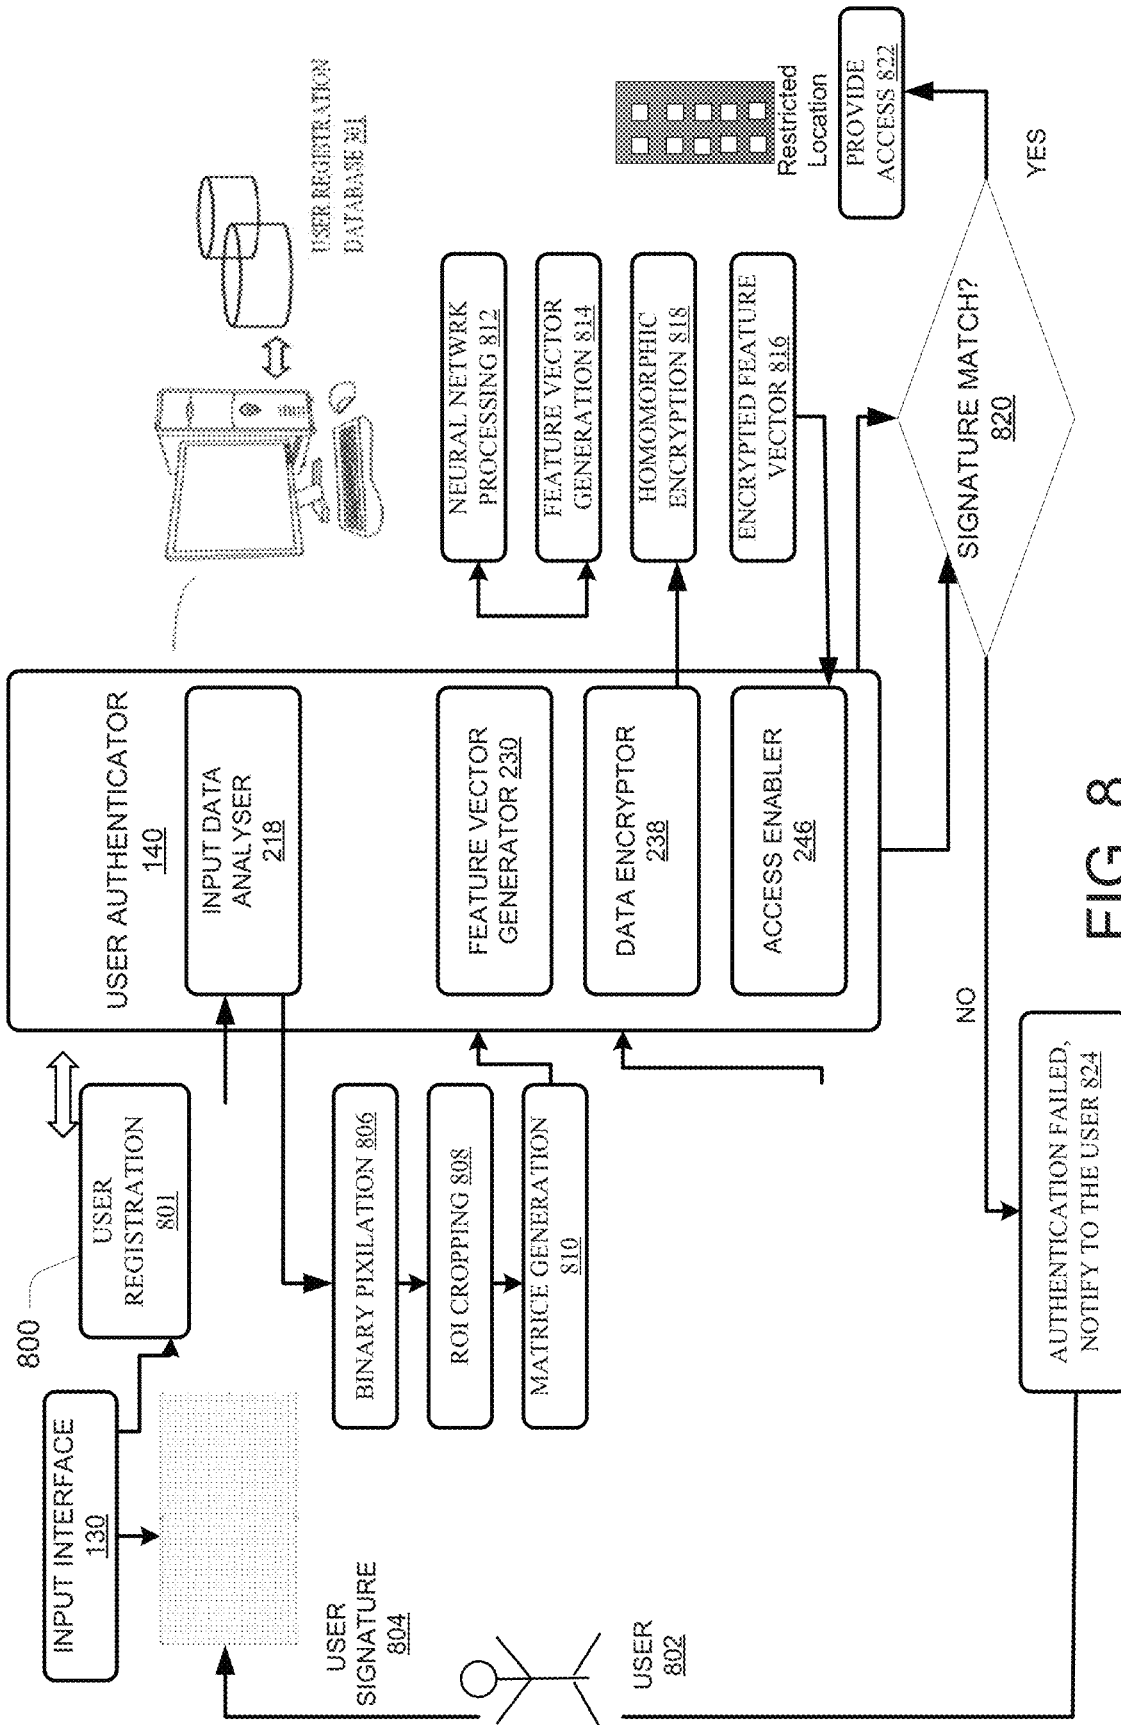 800
INPUT INTERFACE
130
USER
REGISTRATION
801
USER AUTHENTICATOR
140
INPUT DATA
ANALYSER
218
FEATURE VECTOR
GENERATOR 230
DATA ENCRYPTOR
238
ACCESS ENABLER
246
USER REGISTRATION
DATABASE 301
USER
SIGNATURE
804
USER
802
BINARY PIXILATION 806
ROI CROPPING 808
MATRICE GENERATION
810
NEURAL NETWRK
PROCESSING 812
FEATURE VECTOR
GENERATION 814
HOMOMORPHIC
ENCRYPTION 818
ENCRYPTED FEATURE
VECTOR 816
Restricted
Location
PROVIDE
ACCESS 822
SIGNATURE MATCH?
820
YES
NO
AUTHENTICATION FAILED,
NOTIFY TO THE USER 824
FIG 8